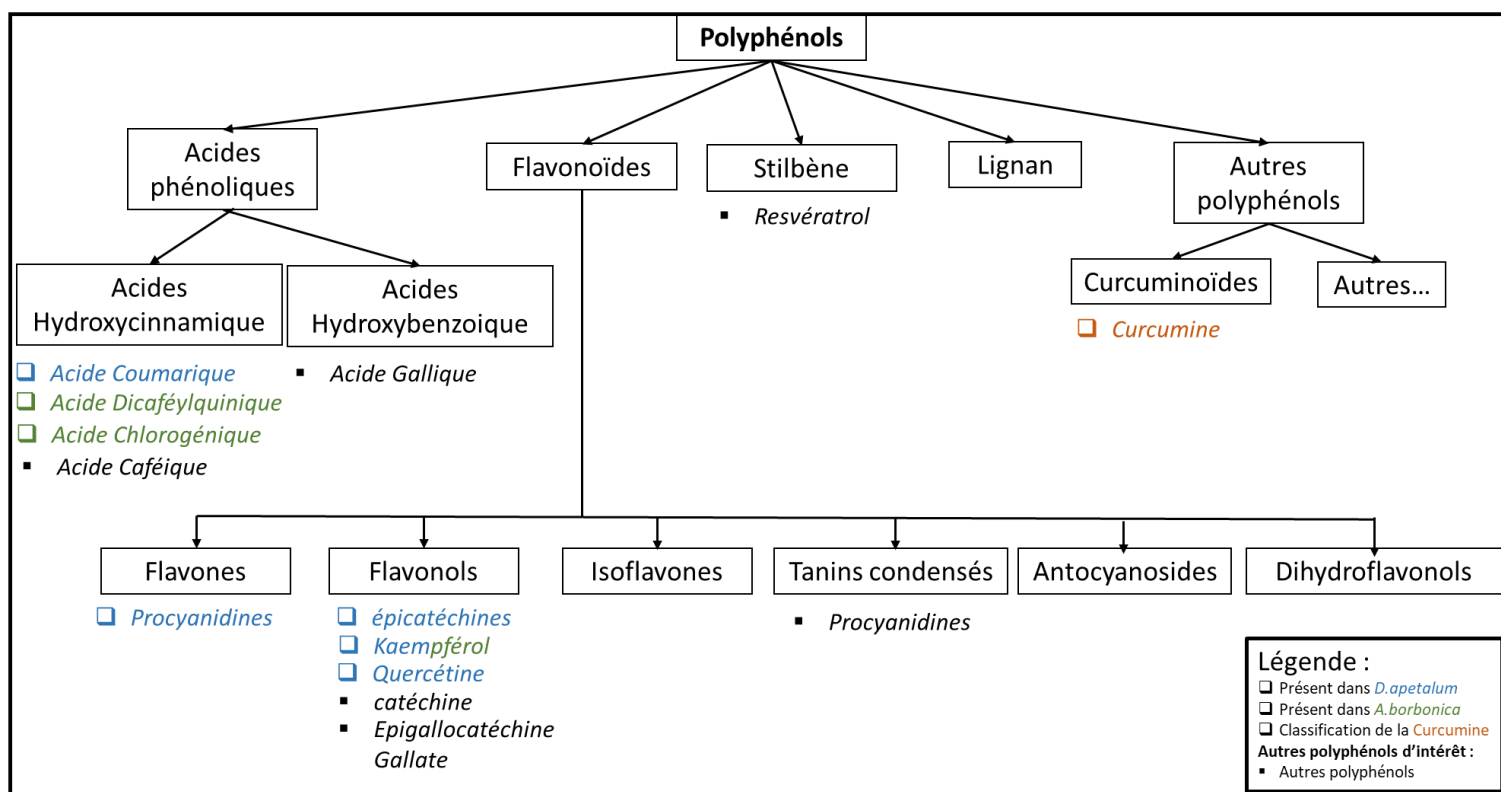 Polyphénols
Acides
phénoliques
Flavonoïdes
Stilbène
Lignan
Autres
polyphénols
Resvératrol
Acides
Hydroxycinnamique
Acides
Hydroxybenzoique
Curcuminoïdes
Autres...
Curcumine
Acide Coumarique
Acide Dicaféylquinique
Acide Chlorogénique
Acide Caféique
Acide Gallique
Flavones
Flavonols
Isoflavones
Tanins condensés
Antocyanosides
Dihydroflavonols
Procyanidines
épicatéchines
Kaempférol
Quercétine
catéchine
Epigallocatéchine
Gallate
Procyanidines
Légende :
Présent dans D.apetalum
Présent dans A.borbonica
Classification de la Curcumine
Autres polyphénols d'intérêt :
Autres polyphénols